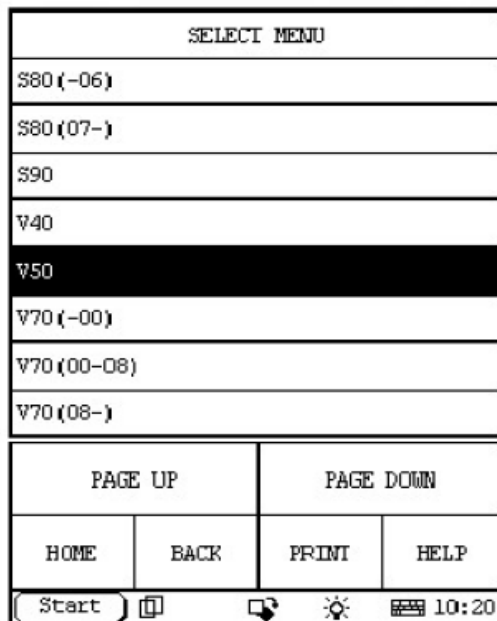 SELECT MENU
S80(-06)
S80(07-)
S90
V40
V50
V70(-00)
V70(00-08)
V70(08-)
PAGE UP PAGE DOWN
HOME BACK PRINT HELP
Start 10:20